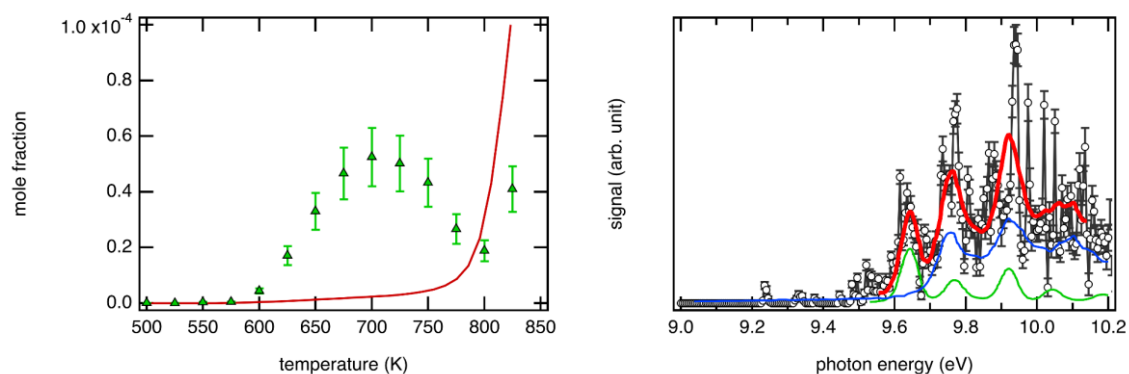 1.0 x10⁻⁴
0.8
0.6
0.4
0.2
0.0
mole fraction
500 550 600 650 700 750 800 850
temperature (K)
signal (arb. unit)
9.0 9.2 9.4 9.6 9.8 10.0 10.2
photon energy (eV)